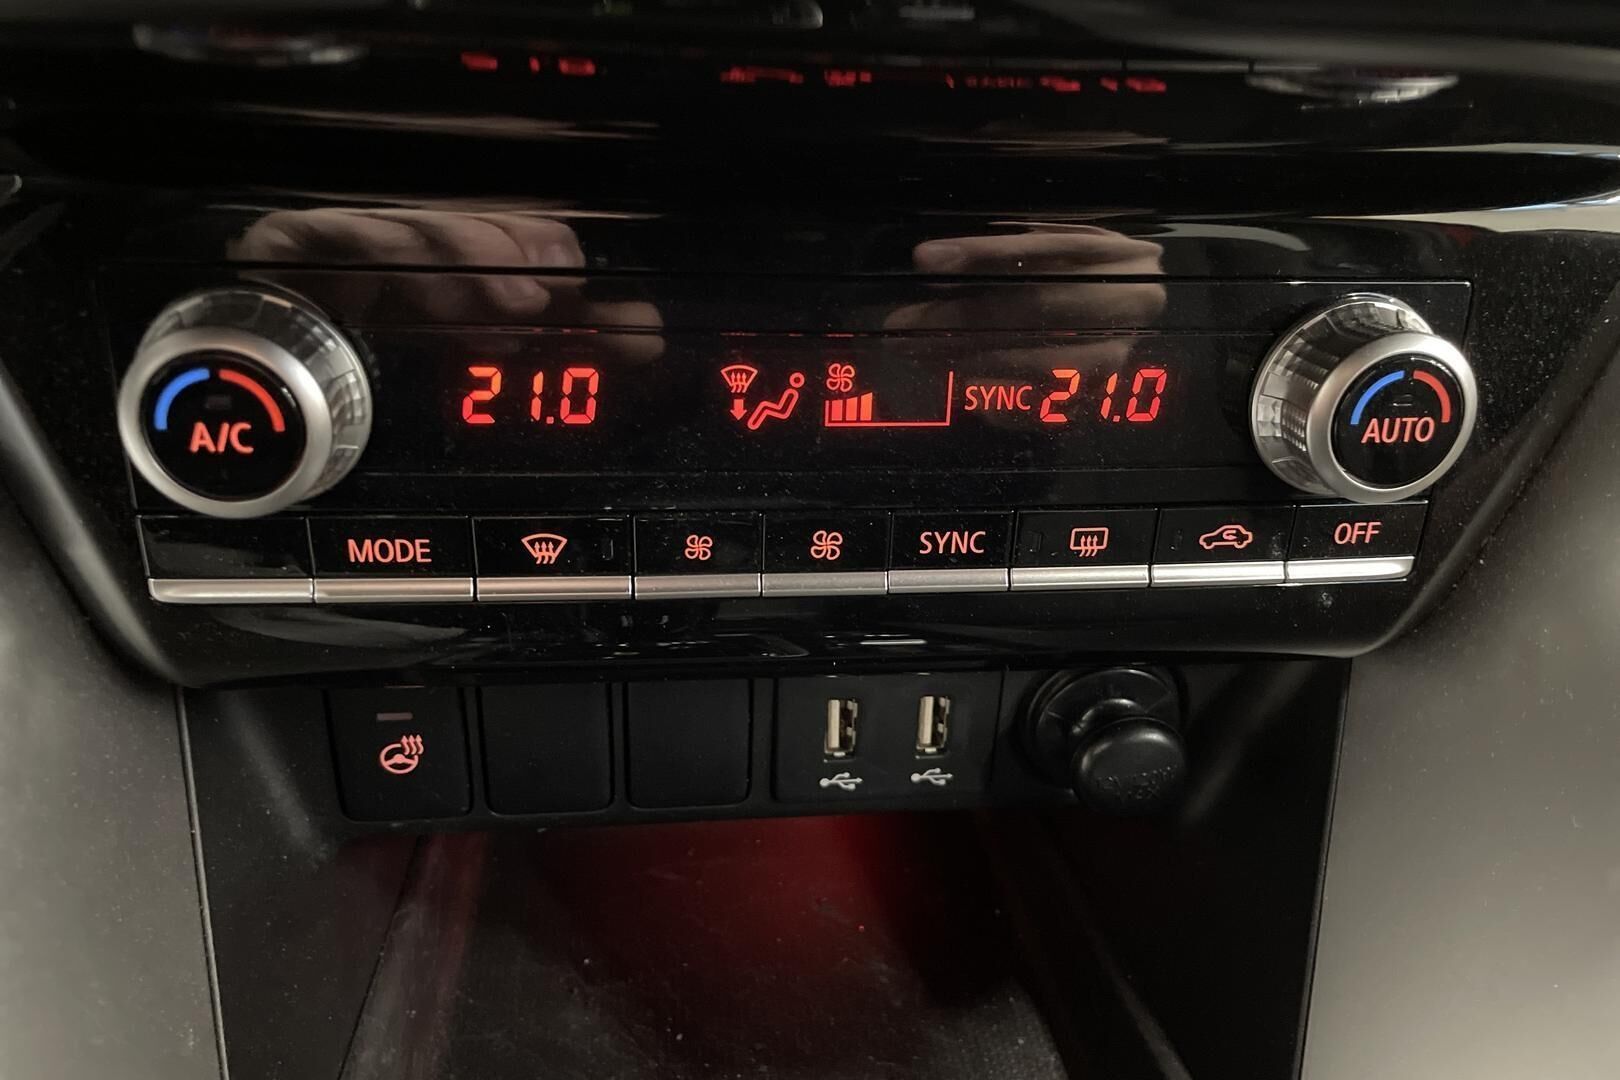 21.0
SYNC 21.0
A/C
AUTO
MODE
SYNC
OFF